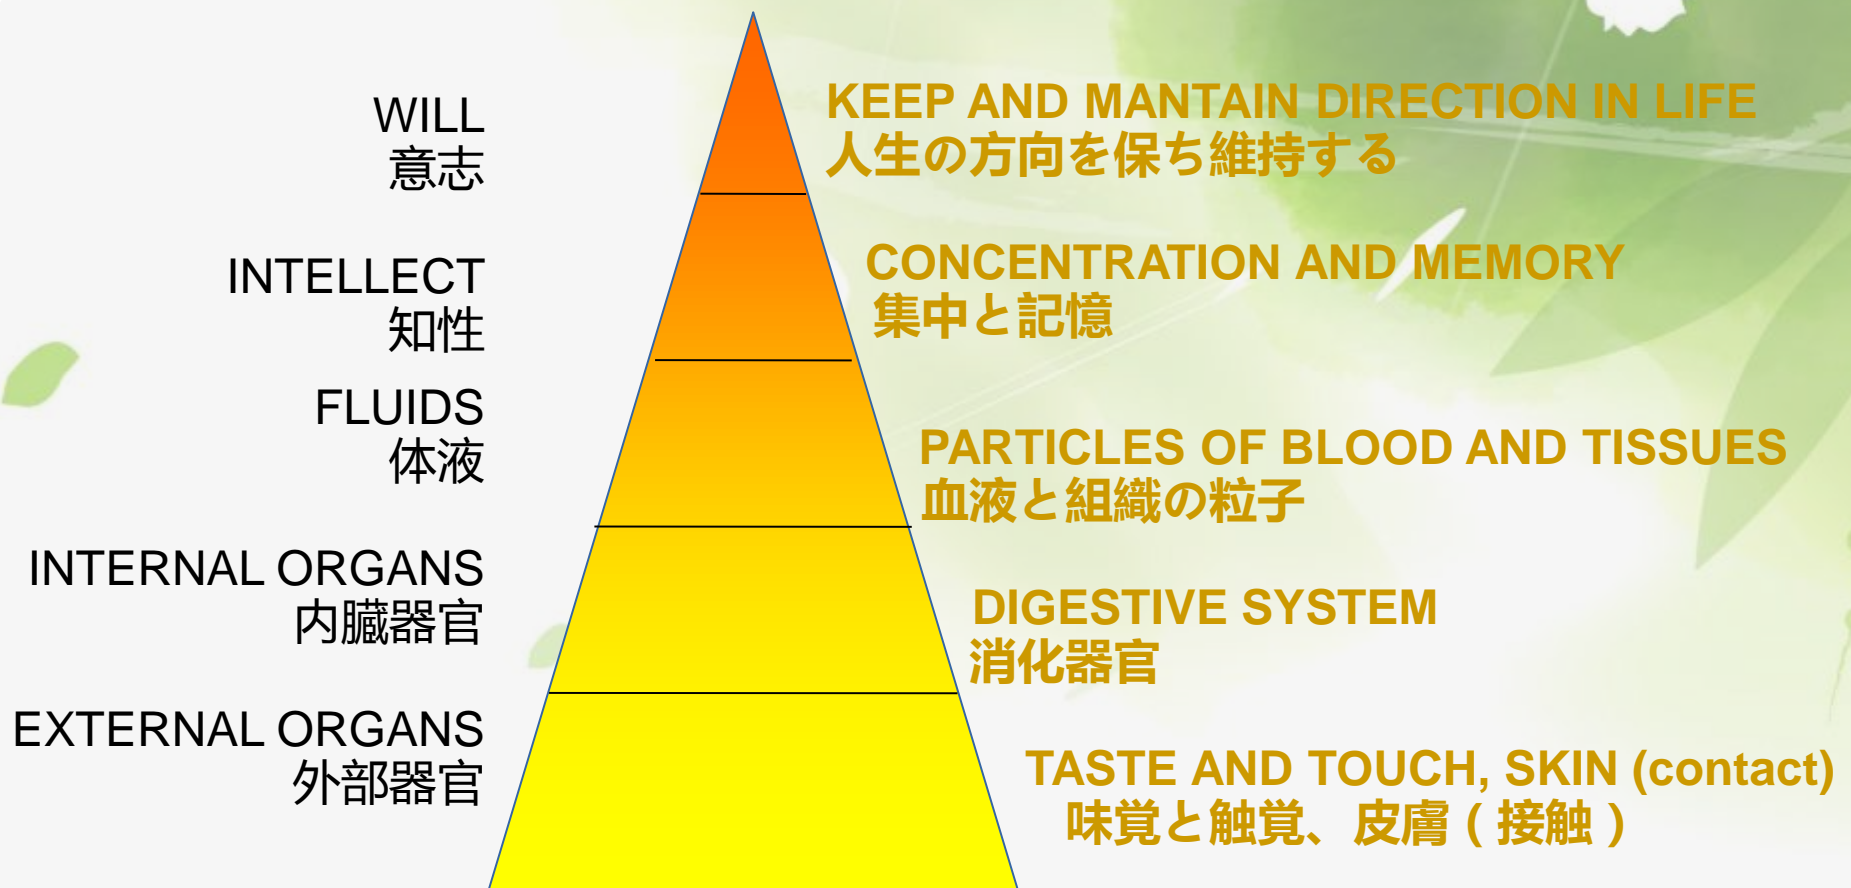 WILL
意志
KEEP AND MANTAIN DIRECTION IN LIFE
人生の方向を保ち維持する
INTELLECT
知性
CONCENTRATION AND MEMORY
集中と記憶
FLUIDS
体液
PARTICLES OF BLOOD AND TISSUES
血液と組織の粒子
INTERNAL ORGANS
内臓器官
DIGESTIVE SYSTEM
消化器官
EXTERNAL ORGANS
外部器官
TASTE AND TOUCH, SKIN (contact)
味覚と触覚、皮膚 ( 接触 )